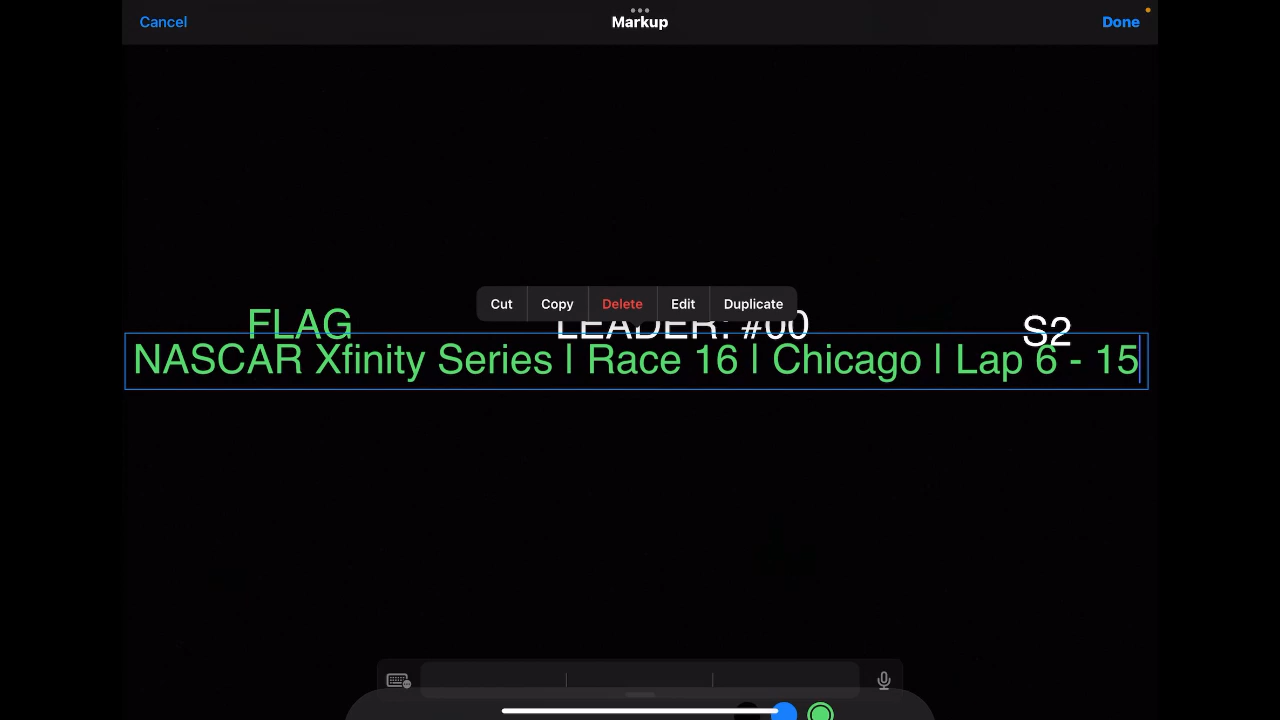 Cancel Markup Done
Cut Copy Delete Edit Duplicate
FLAG LEADER: #00 S2
NASCAR Xfinity Series | Race 16 | Chicago | Lap 6 - 15